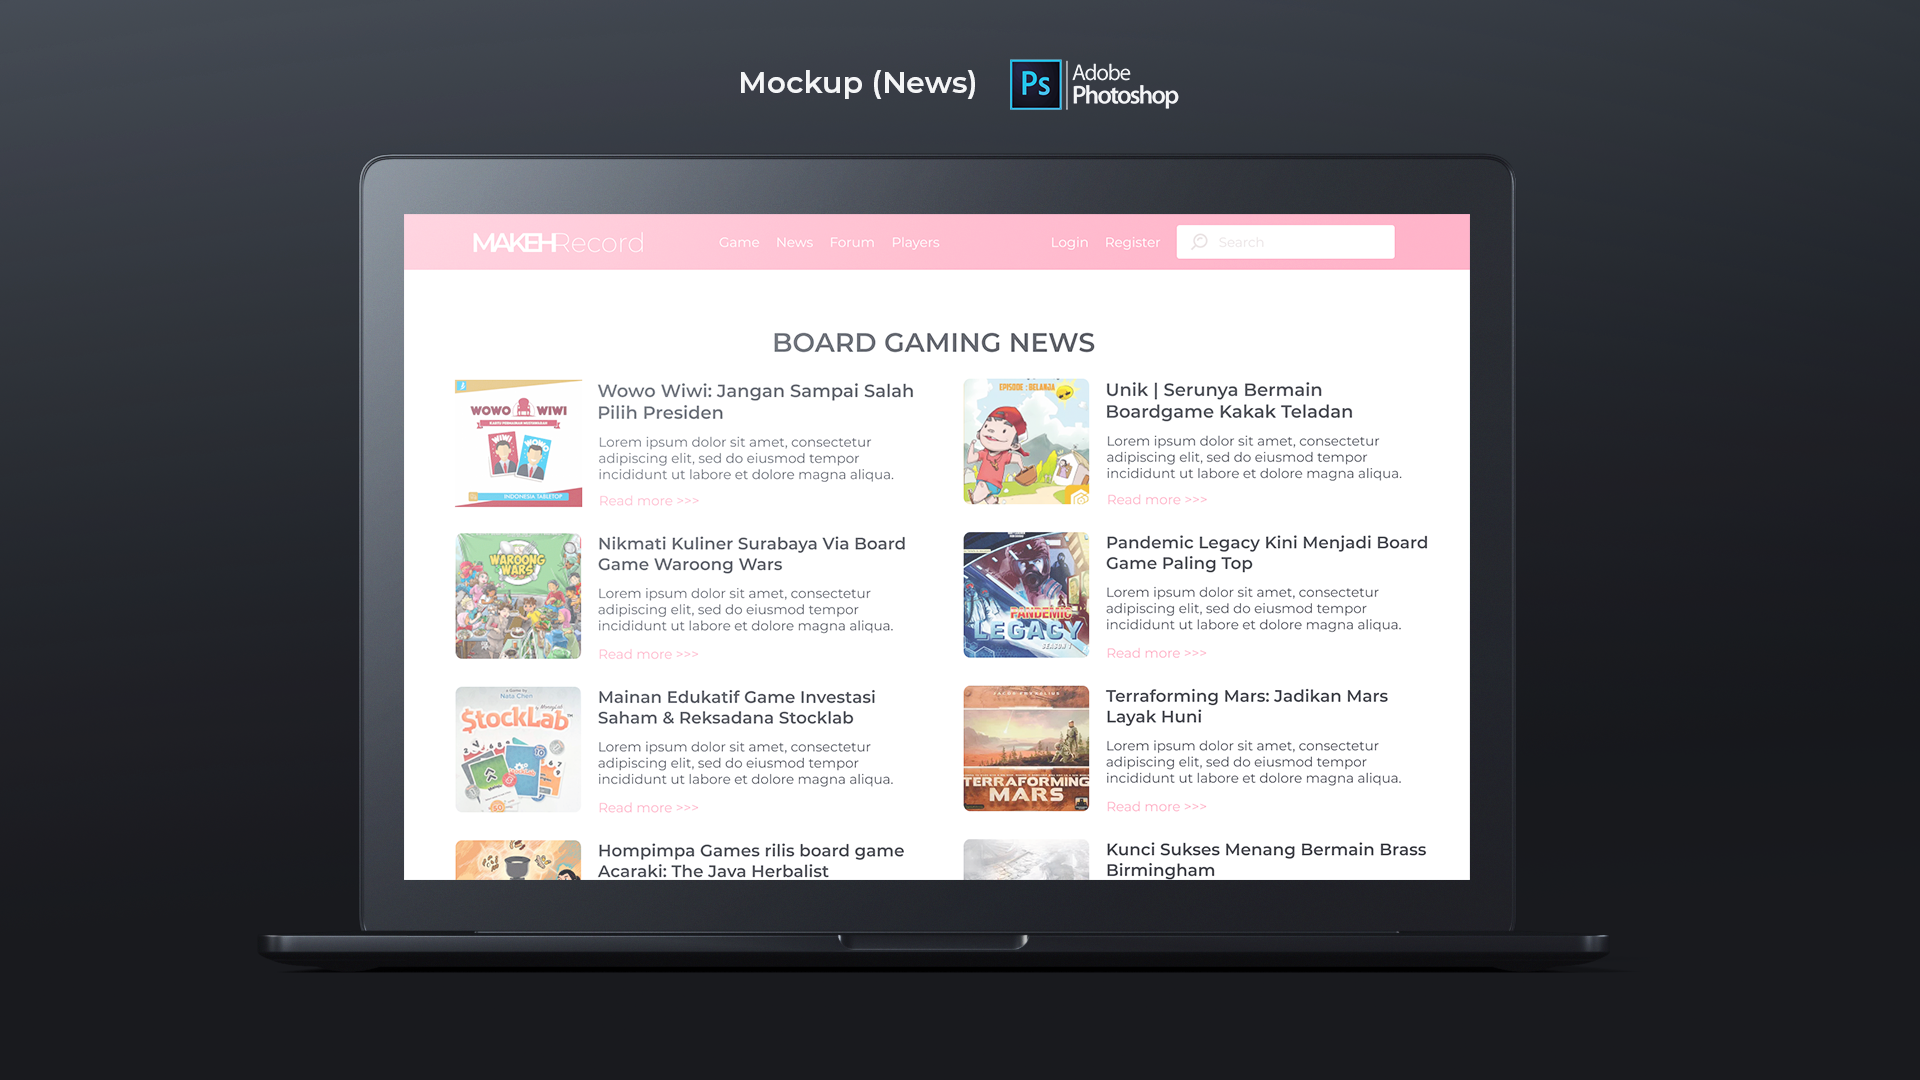 Mockup (News)
Ps
Adobe
Photoshop
MAKEHRecord
Game News Forum Players
Login Register
Search
BOARD GAMING NEWS
WOWO WIWI
WIWI
WOWO
INDONESIA TABLETOP
Wowo Wiwi: Jangan Sampai Salah
Pilih Presiden
Lorem ipsum dolor sit amet, consectetur
adipiscing elit, sed do eiusmod tempor
incididunt ut labore et dolore magna aliqua.
Read more >>>
EPISODE : BELANJA
Unik | Serunya Bermain
Boardgame Kakak Teladan
Lorem ipsum dolor sit amet, consectetur
adipiscing elit, sed do eiusmod tempor
incididunt ut labore et dolore magna aliqua.
Read more >>>
WAROONG
WARS
Nikmati Kuliner Surabaya Via Board
Game Waroong Wars
Lorem ipsum dolor sit amet, consectetur
adipiscing elit, sed do eiusmod tempor
incididunt ut labore et dolore magna aliqua.
Read more >>>
PANDEMIC
LEGACY
SEASON 1
Pandemic Legacy Kini Menjadi Board
Game Paling Top
Lorem ipsum dolor sit amet, consectetur
adipiscing elit, sed do eiusmod tempor
incididunt ut labore et dolore magna aliqua.
Read more >>>
a Game by
Nata Chen
$tockLab
Mainan Edukatif Game Investasi
Saham & Reksadana Stocklab
Lorem ipsum dolor sit amet, consectetur
adipiscing elit, sed do eiusmod tempor
incididunt ut labore et dolore magna aliqua.
Read more >>>
TERRAFORMING
MARS
Terraforming Mars: Jadikan Mars
Layak Huni
Lorem ipsum dolor sit amet, consectetur
adipiscing elit, sed do eiusmod tempor
incididunt ut labore et dolore magna aliqua.
Read more >>>
Hompimpa Games rilis board game
Acaraki: The Java Herbalist
Kunci Sukses Menang Bermain Brass
Birmingham